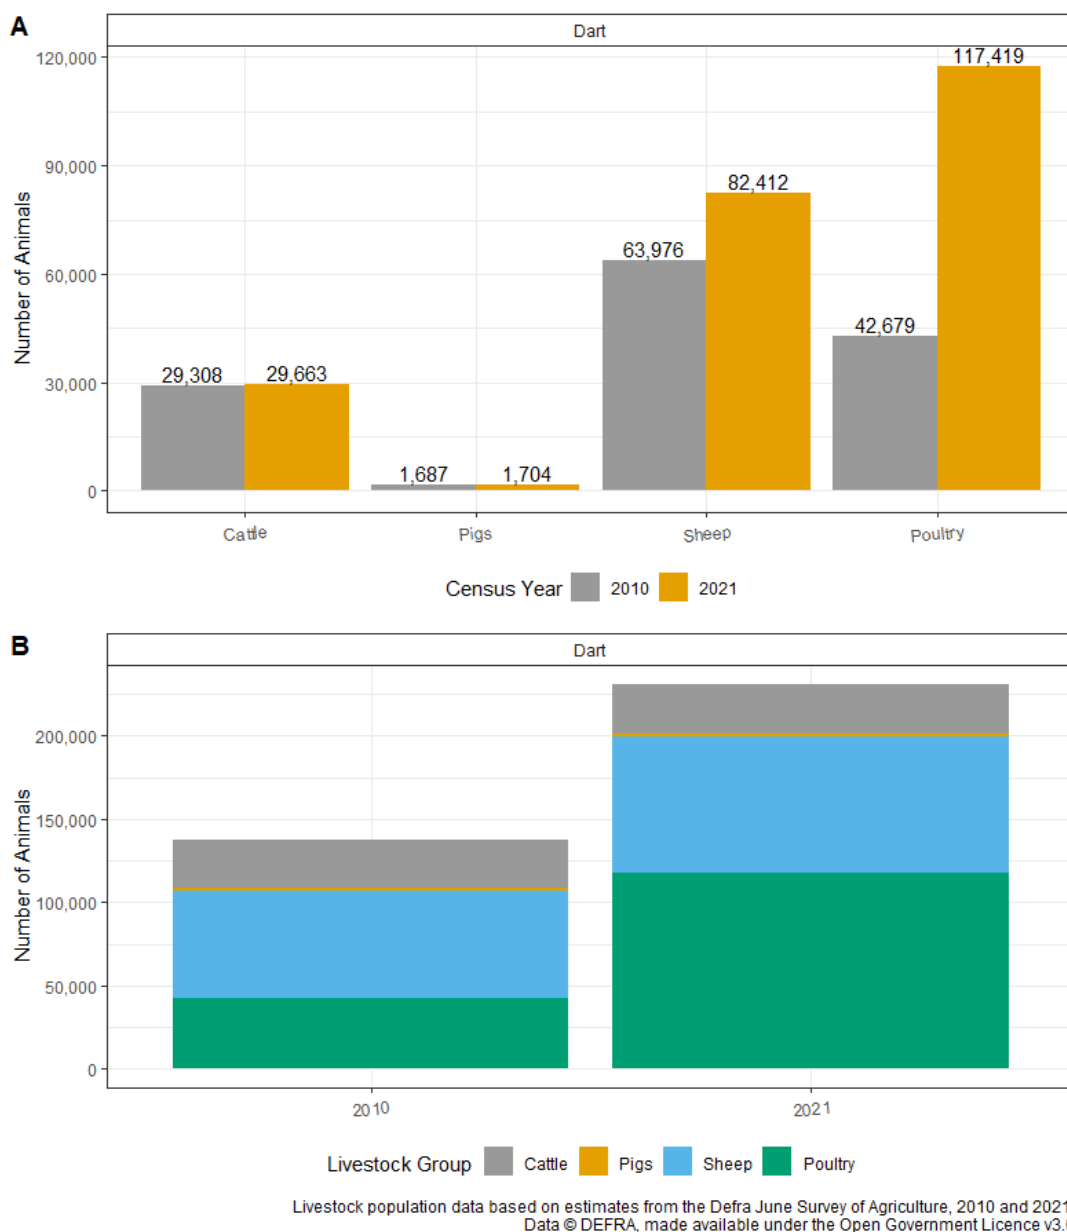 A
Dart
120,000
90,000
60,000
30,000
0
Number of Animals
29,308
29,663
1,687
1,704
63,976
82,412
42,679
117,419
Cattle
Pigs
Sheep
Poultry
Census Year 2010 2021
B
Dart
200,000
150,000
100,000
50,000
0
Number of Animals
2010
2021
Livestock Group Cattle Pigs Sheep Poultry
Livestock population data based on estimates from the Defra June Survey of Agriculture, 2010 and 2021
Data © DEFRA, made available under the Open Government Licence